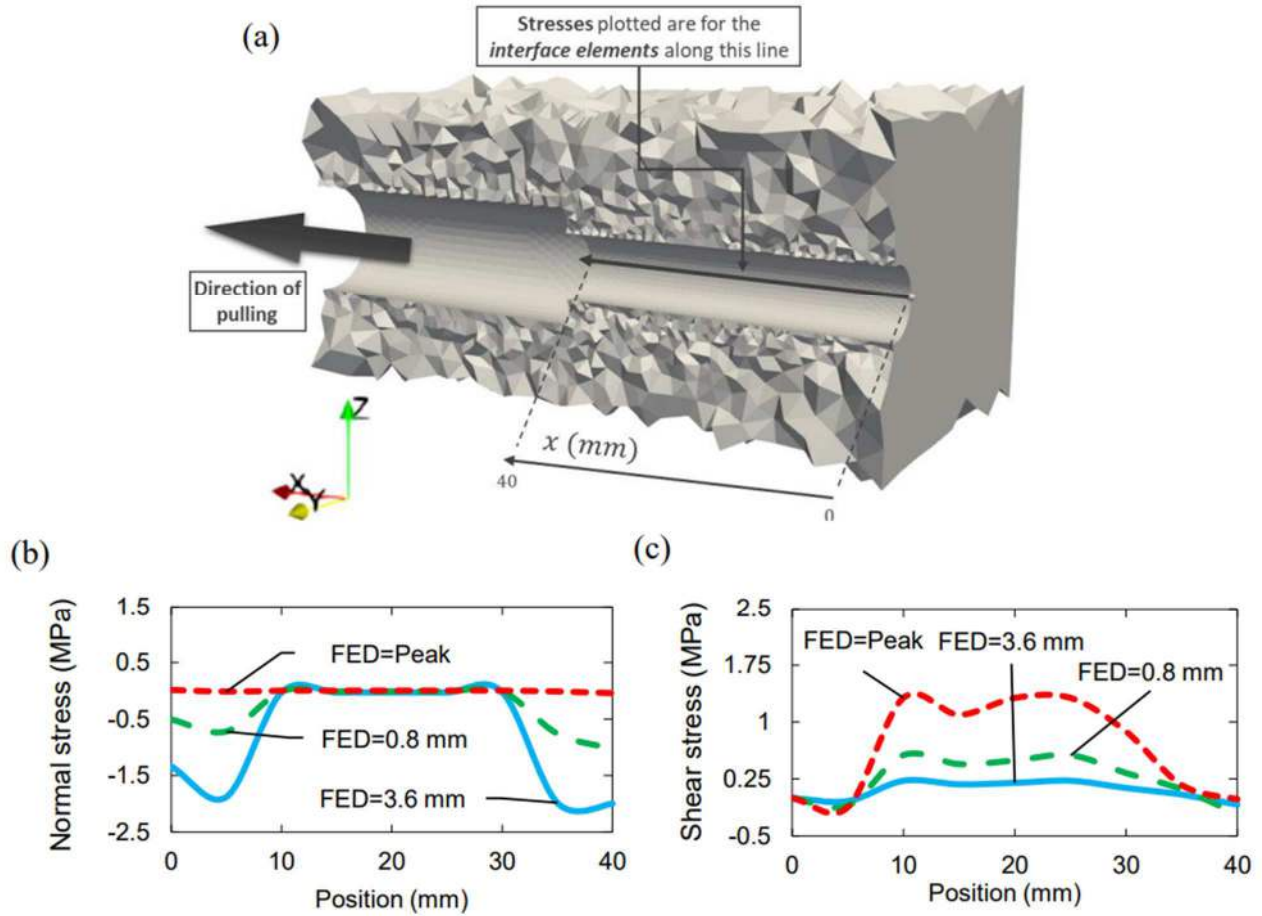 (a)
Stresses plotted are for the
interface elements along this line
Direction of
pulling
Z
X
Y
x (mm)
40
0
(b)
Normal stress (MPa)
1.5
0.5
-0.5
-1.5
-2.5
FED=Peak
FED=0.8 mm
FED=3.6 mm
0 10 20 30 40
Position (mm)
(c)
Shear stress (MPa)
2.5
1.75
1
0.25
-0.5
FED=Peak
FED=3.6 mm
FED=0.8 mm
0 10 20 30 40
Position (mm)